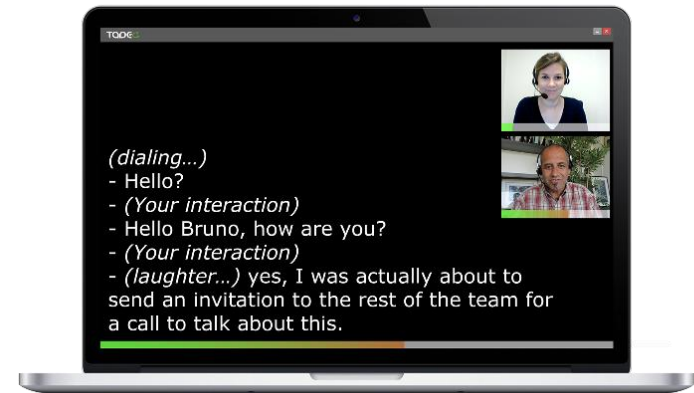 TADEO
(dialing…)
- Hello?
- (Your interaction)
- Hello Bruno, how are you?
- (Your interaction)
- (laughter…) yes, I was actually about to
send an invitation to the rest of the team for
a call to talk about this.